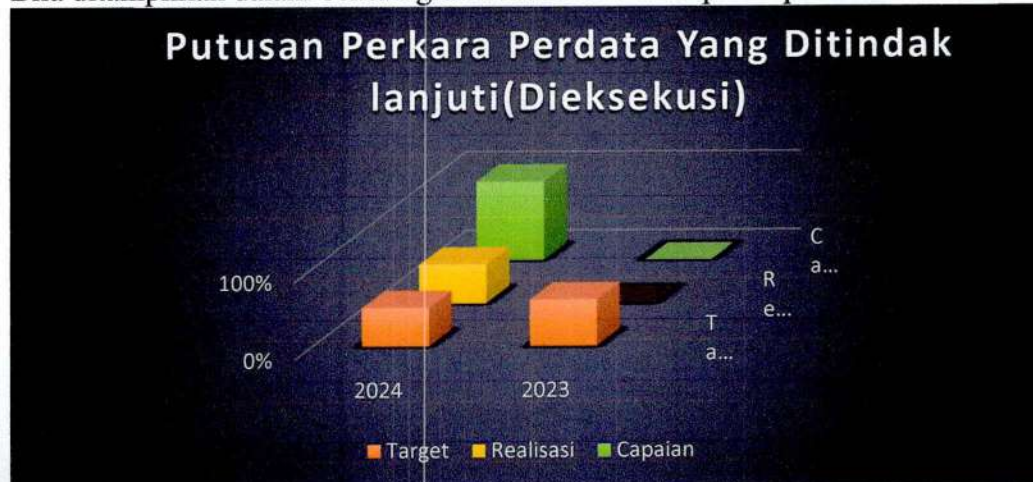 Putusan Perkara Perdata Yang Ditindak
lanjuti(Dieksekusi)
100%
0%
2024
2023
C
a...
R
e...
T
a...
Target Realisasi Capaian